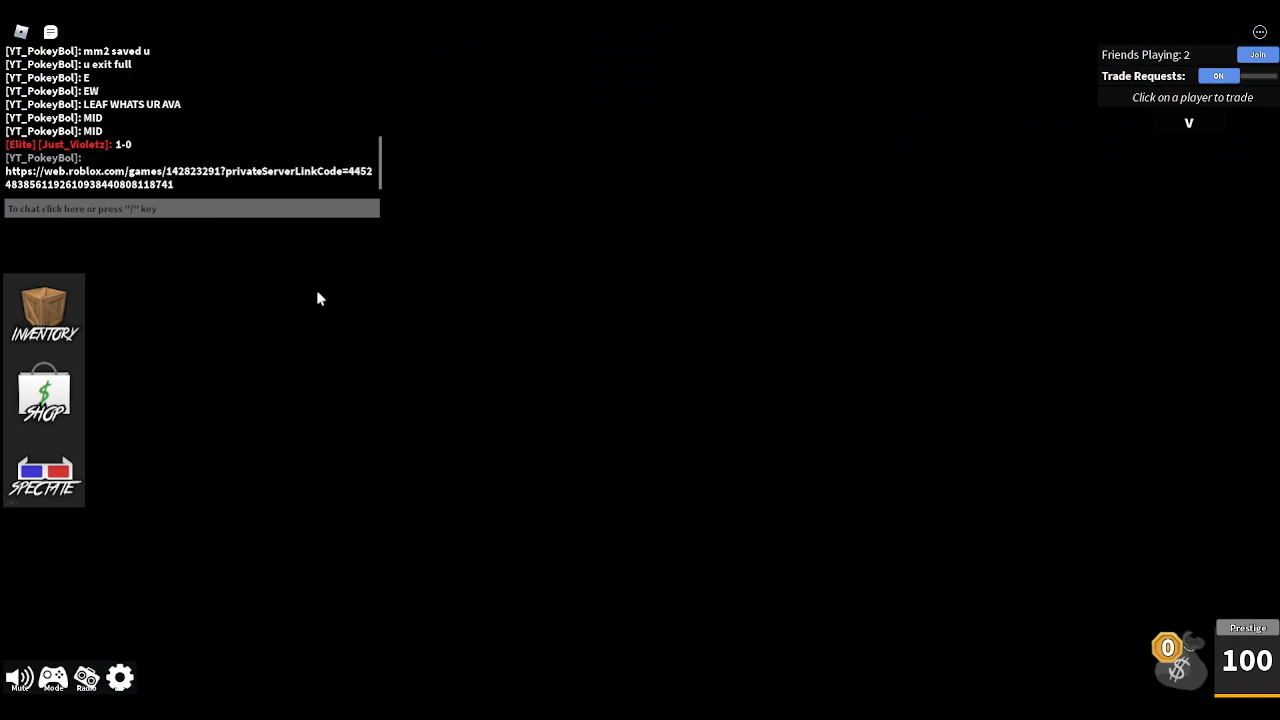 [YT_PokeyBol]: mm2 saved u
[YT_PokeyBol]: u exit full
[YT_PokeyBol]: E
[YT_PokeyBol]: EW
[YT_PokeyBol]: LEAF WHATS UR AVA
[YT_PokeyBol]: MID
[YT_PokeyBol]: MID
[Elite] [Just_Violetz]: 1-0
[YT_PokeyBol]:
https://web.roblox.com/games/142823291?privateServerLinkCode=4452
4838561192610938440808118741
To chat click here or press "/" key
Friends Playing: 2 Join
Trade Requests: ON
Click on a player to trade
V
INVENTORY
$
SHOP
SPECTATE
Mute Mode Radio
0
$
Prestige
100